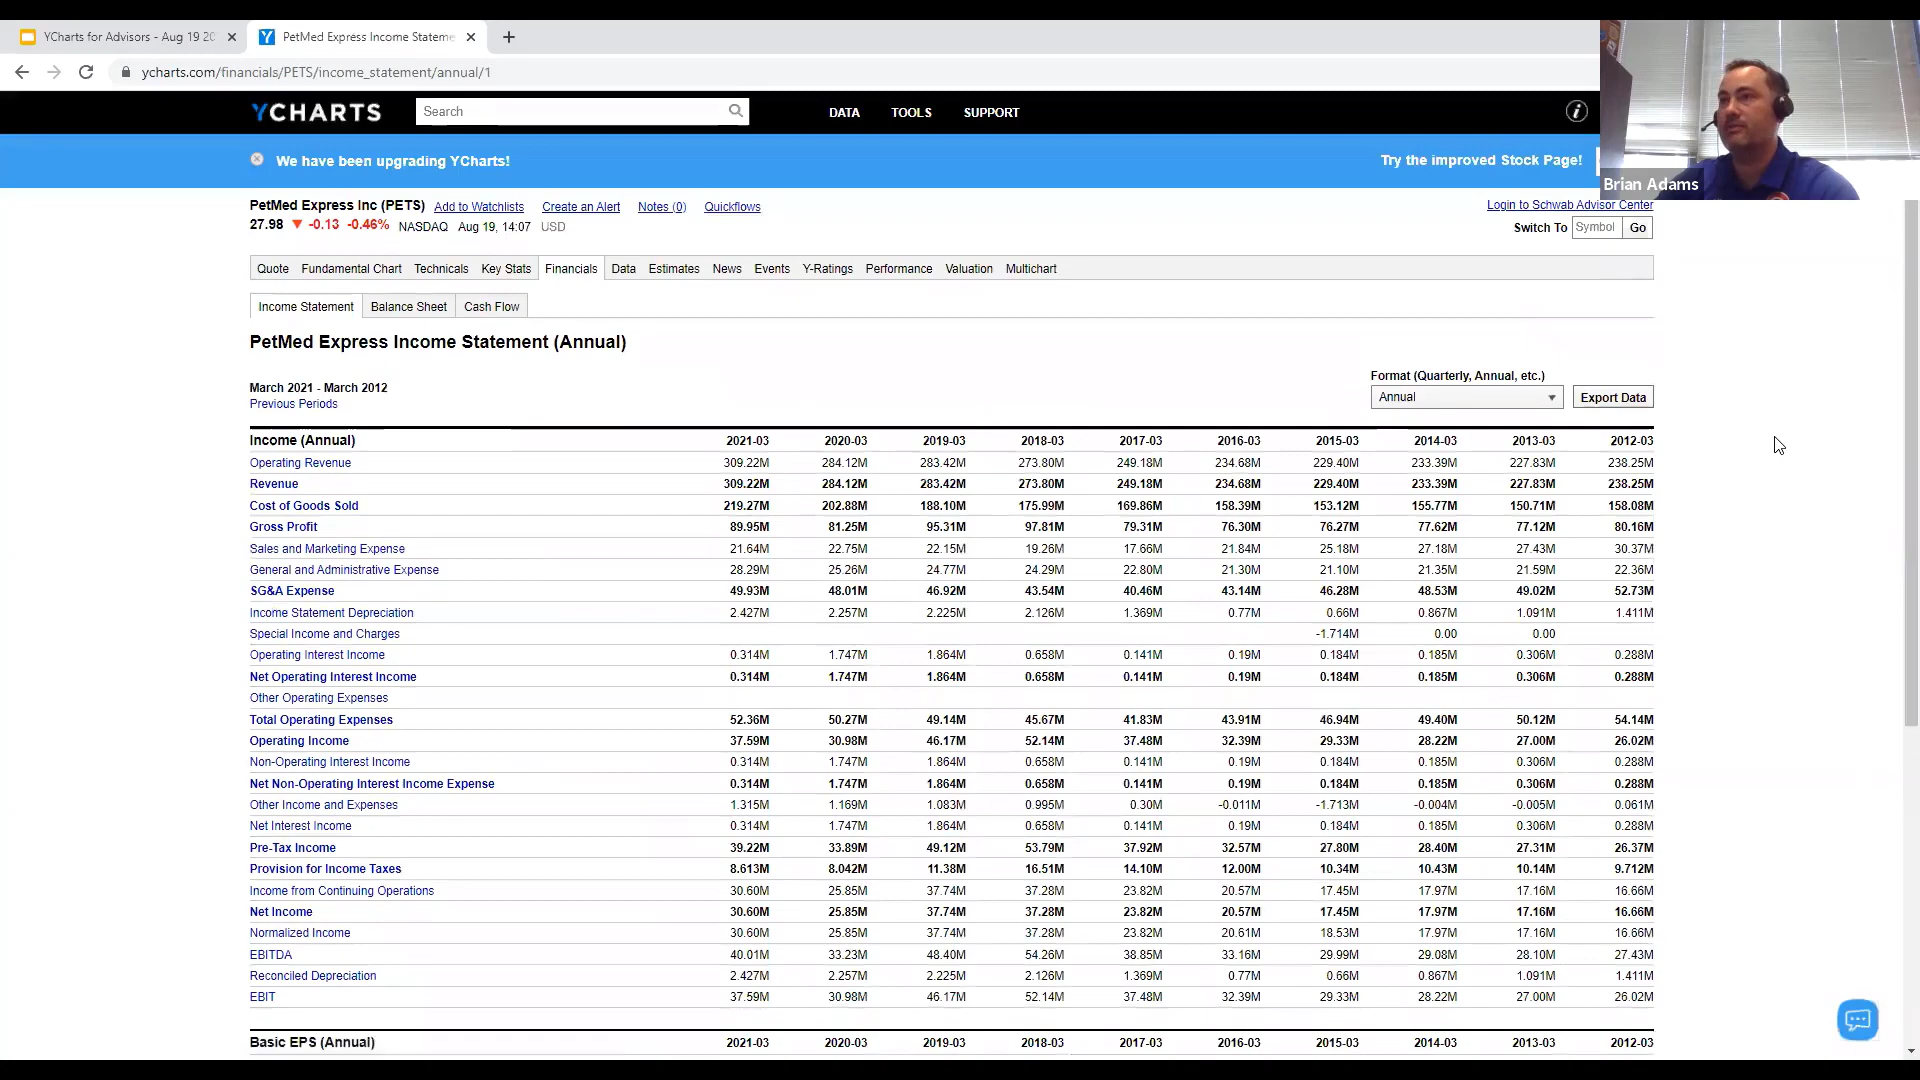 YCharts for Advisors - Aug 19 20
PetMed Express Income Stateme
ycharts.com/financials/PETS/income_statement/annual/1
YCHARTS Search DATA TOOLS SUPPORT i
We have been upgrading YCharts! Try the improved Stock Page!
Brian Adams
PetMed Express Inc (PETS) Add to Watchlists Create an Alert Notes (0) Quickflows Login to Schwab Advisor Center
27.98 ▼ -0.13 -0.46% NASDAQ Aug 19, 14:07 USD Switch To Symbol Go
Quote Fundamental Chart Technicals Key Stats Financials Data Estimates News Events Y-Ratings Performance Valuation Multichart
Income Statement Balance Sheet Cash Flow
PetMed Express Income Statement (Annual)
Format (Quarterly, Annual, etc.)
March 2021 - March 2012
Previous Periods Annual Export Data
Income (Annual) 2021-03 2020-03 2019-03 2018-03 2017-03 2016-03 2015-03 2014-03 2013-03 2012-03
Operating Revenue 309.22M 284.12M 283.42M 273.80M 249.18M 234.68M 229.40M 233.39M 227.83M 238.25M
Revenue 309.22M 284.12M 283.42M 273.80M 249.18M 234.68M 229.40M 233.39M 227.83M 238.25M
Cost of Goods Sold 219.27M 202.88M 188.10M 175.99M 169.86M 158.39M 153.12M 155.77M 150.71M 158.08M
Gross Profit 89.95M 81.25M 95.31M 97.81M 79.31M 76.30M 76.27M 77.62M 77.12M 80.16M
Sales and Marketing Expense 21.64M 22.75M 22.15M 19.26M 17.66M 21.84M 25.18M 27.18M 27.43M 30.37M
General and Administrative Expense 28.29M 25.26M 24.77M 24.29M 22.80M 21.30M 21.10M 21.35M 21.59M 22.36M
SG&A Expense 49.93M 48.01M 46.92M 43.54M 40.46M 43.14M 46.28M 48.53M 49.02M 52.73M
Income Statement Depreciation 2.427M 2.257M 2.225M 2.126M 1.369M 0.77M 0.66M 0.867M 1.091M 1.411M
Special Income and Charges -1.714M 0.00 0.00
Operating Interest Income 0.314M 1.747M 1.864M 0.658M 0.141M 0.19M 0.184M 0.185M 0.306M 0.288M
Net Operating Interest Income 0.314M 1.747M 1.864M 0.658M 0.141M 0.19M 0.184M 0.185M 0.306M 0.288M
Other Operating Expenses
Total Operating Expenses 52.36M 50.27M 49.14M 45.67M 41.83M 43.91M 46.94M 49.40M 50.12M 54.14M
Operating Income 37.59M 30.98M 46.17M 52.14M 37.48M 32.39M 29.33M 28.22M 27.00M 26.02M
Non-Operating Interest Income 0.314M 1.747M 1.864M 0.658M 0.141M 0.19M 0.184M 0.185M 0.306M 0.288M
Net Non-Operating Interest Income Expense 0.314M 1.747M 1.864M 0.658M 0.141M 0.19M 0.184M 0.185M 0.306M 0.288M
Other Income and Expenses 1.315M 1.169M 1.083M 0.995M 0.30M -0.011M -1.713M -0.004M -0.005M 0.061M
Net Interest Income 0.314M 1.747M 1.864M 0.658M 0.141M 0.19M 0.184M 0.185M 0.306M 0.288M
Pre-Tax Income 39.22M 33.89M 49.12M 53.79M 37.92M 32.57M 27.80M 28.40M 27.31M 26.37M
Provision for Income Taxes 8.613M 8.042M 11.38M 16.51M 14.10M 12.00M 10.34M 10.43M 10.14M 9.712M
Income from Continuing Operations 30.60M 25.85M 37.74M 37.28M 23.82M 20.57M 17.45M 17.97M 17.16M 16.66M
Net Income 30.60M 25.85M 37.74M 37.28M 23.82M 20.57M 17.45M 17.97M 17.16M 16.66M
Normalized Income 30.60M 25.85M 37.74M 37.28M 23.82M 20.61M 18.53M 17.97M 17.16M 16.66M
EBITDA 40.01M 33.23M 48.40M 54.26M 38.85M 33.16M 29.99M 29.08M 28.10M 27.43M
Reconciled Depreciation 2.427M 2.257M 2.225M 2.126M 1.369M 0.77M 0.66M 0.867M 1.091M 1.411M
EBIT 37.59M 30.98M 46.17M 52.14M 37.48M 32.39M 29.33M 28.22M 27.00M 26.02M
Basic EPS (Annual) 2021-03 2020-03 2019-03 2018-03 2017-03 2016-03 2015-03 2014-03 2013-03 2012-03